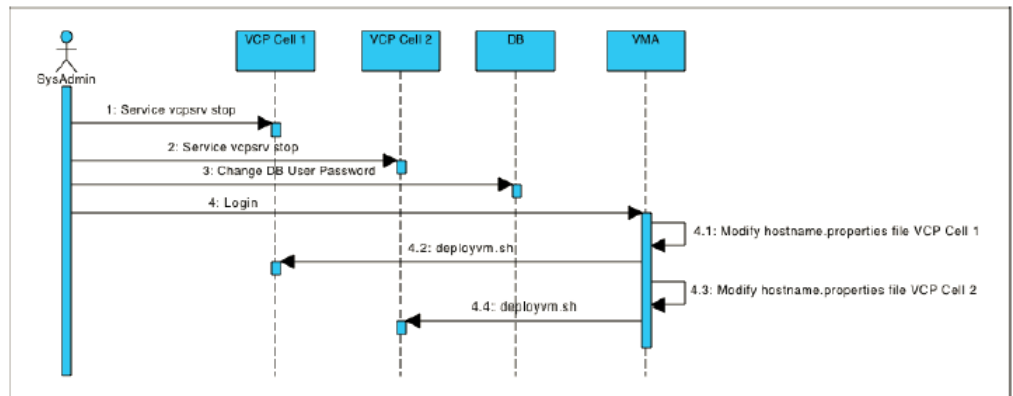 VCP Cell 1
VCP Cell 2
DB
VMA
SysAdmin
1: Service vcpsrv stop
2: Service vcpsrv stop
3: Change DB User Password
4: Login
4.1: Modify hostname.properties file VCP Cell 1
4.2: deployvm.sh
4.3: Modify hostname.properties file VCP Cell 2
4.4: deployvm.sh